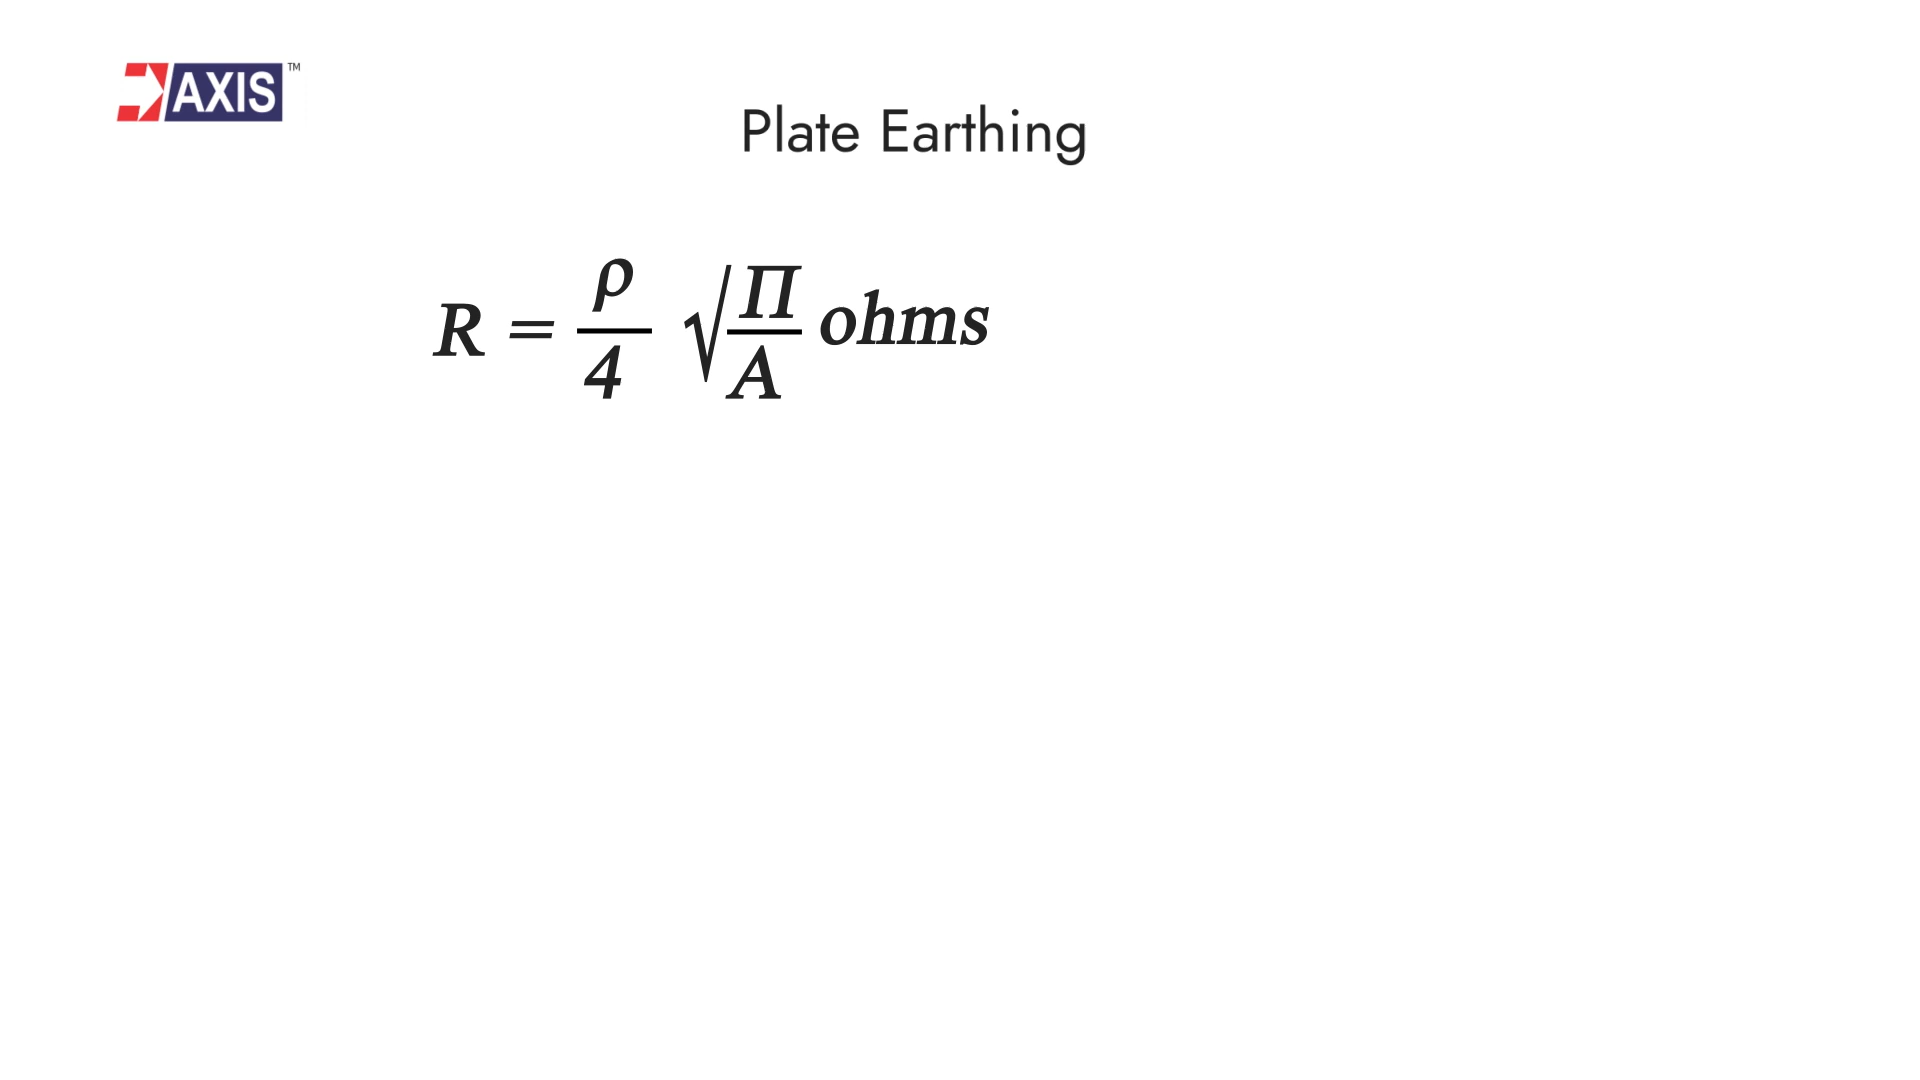 AXIS™
Plate Earthing
R = ρ/4 √Π/A ohms